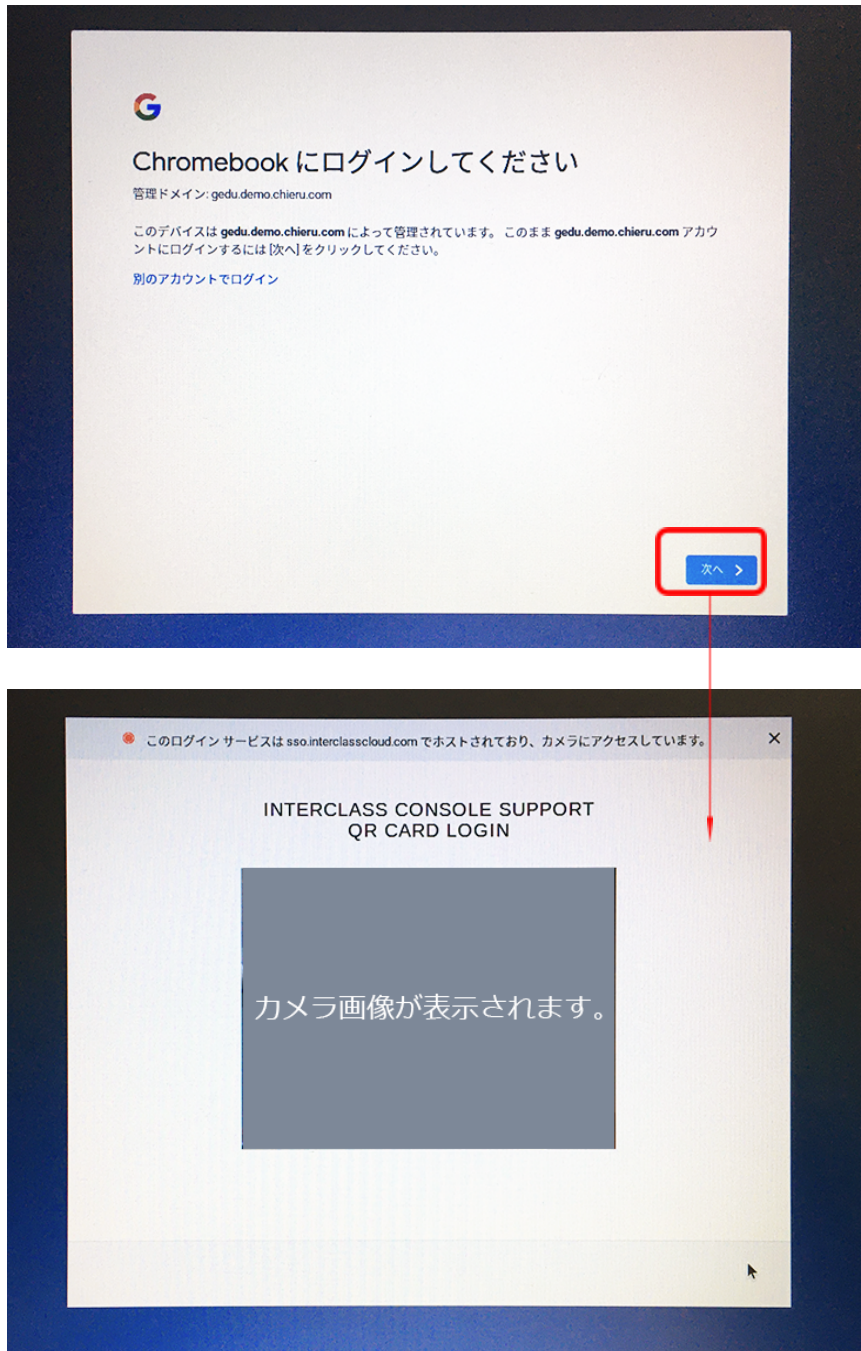 Chromebook にログインしてください
管理ドメイン: gedu.demo.chieru.com
このデバイスは gedu.demo.chieru.com によって管理されています。 このまま gedu.demo.chieru.com アカウ
ントにログインするには [次へ] をクリックしてください。
別のアカウントでログイン
次へ
このログイン サービスは sso.interclasscloud.com でホストされており、カメラにアクセスしています。
INTERCLASS CONSOLE SUPPORT
QR CARD LOGIN
カメラ画像が表示されます。